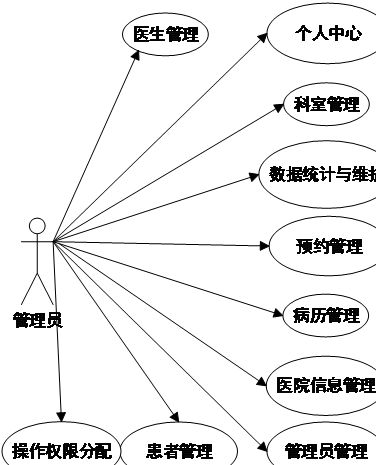 医生管理
个人中心
科室管理
数据统计与维护
预约管理
病历管理
管理员
医院信息管理
操作权限分配
患者管理
管理员管理